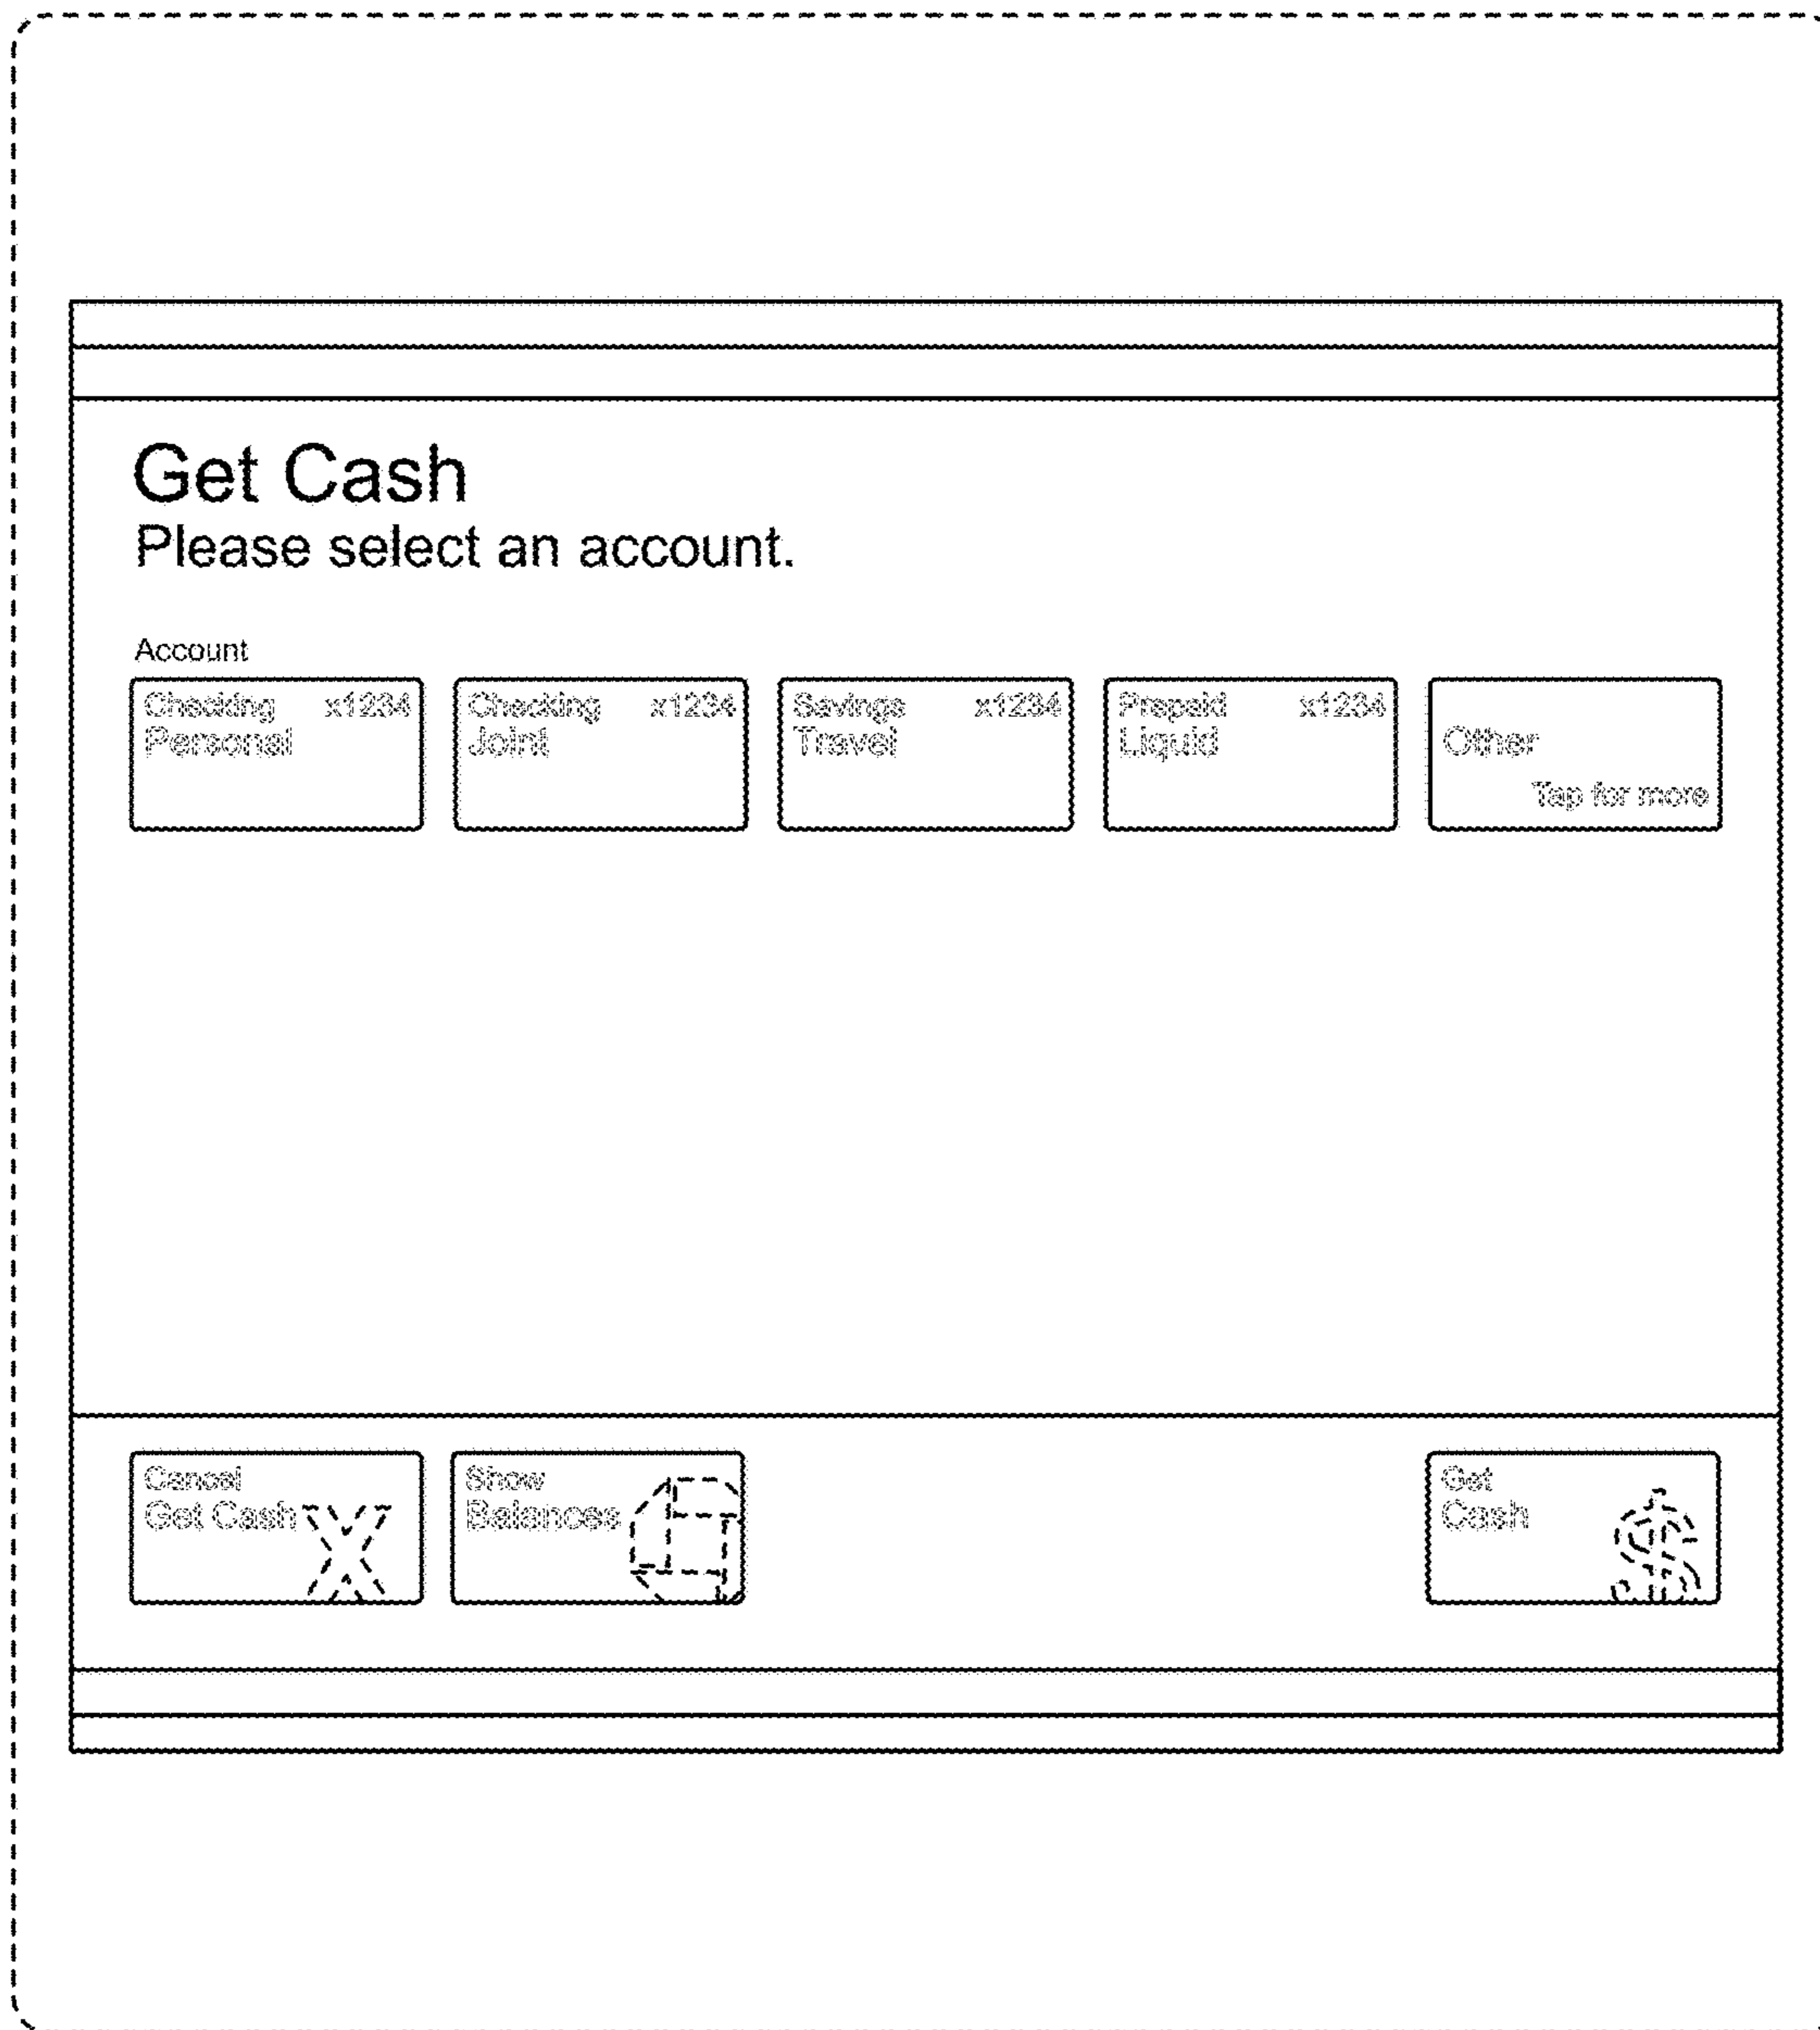 Get Cash
Please select an account.
Account
Checking x1234
Personal
Checking x1234
Joint
Savings x1234
Travel
Prepaid x1234
Liquid
Other
Tap for more
Cancel
Get Cash
Show
Balances
Get
Cash